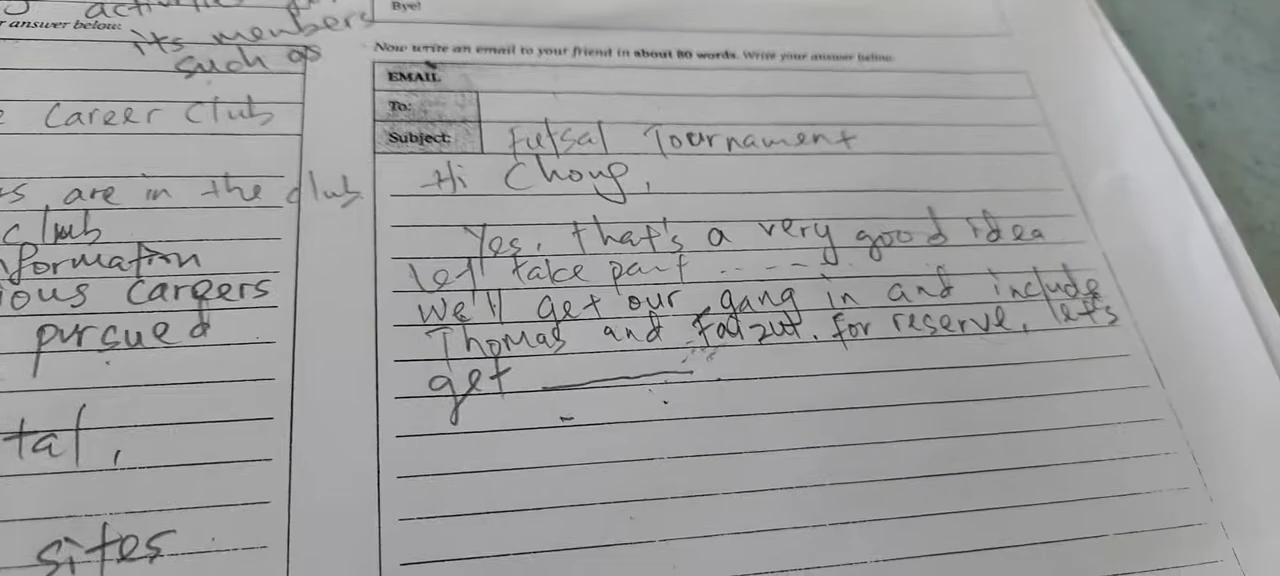 activities
r answer below:
its members
such as
e Career Club
s are in the club
club
nformation
ious careers
pursued
tal,
sites
Bye!
Now write an email to your friend in about 80 words. Write your answer below.
EMAIL
To:
Subject: Futsal Tournament
Hi Chong,
Yes, that's a very good idea
let' take part ......
We'll get our gang in and include
Thomas and Faizul. for reserve, let's
get